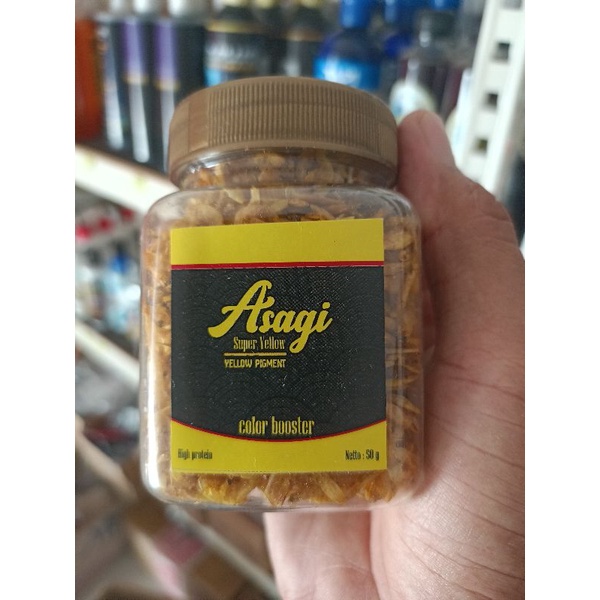 Asagi
Super Yellow
YELLOW PIGMENT
color booster
High protein
Netto : 50 g